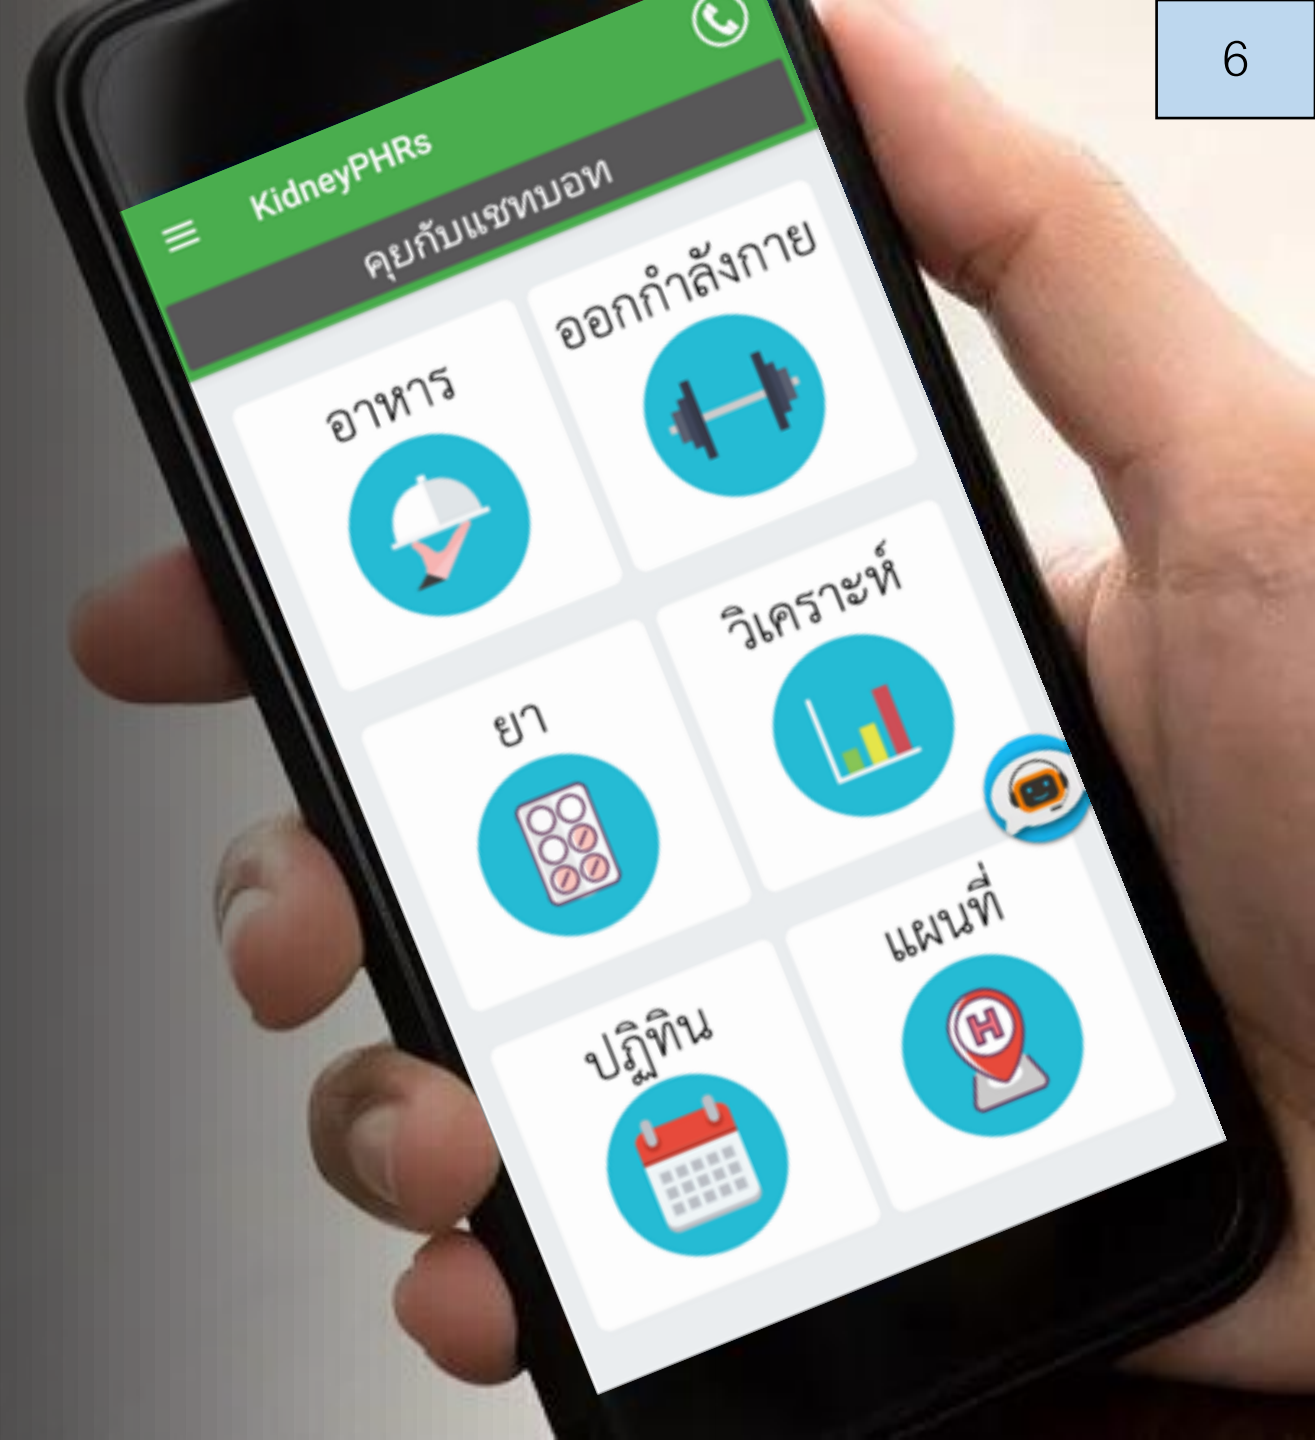 6
KidneyPHRs
คุยกับแชทบอท
อาหาร
ออกกำลังกาย
ยา
วิเคราะห์
ปฏิทิน
แผนที่
H